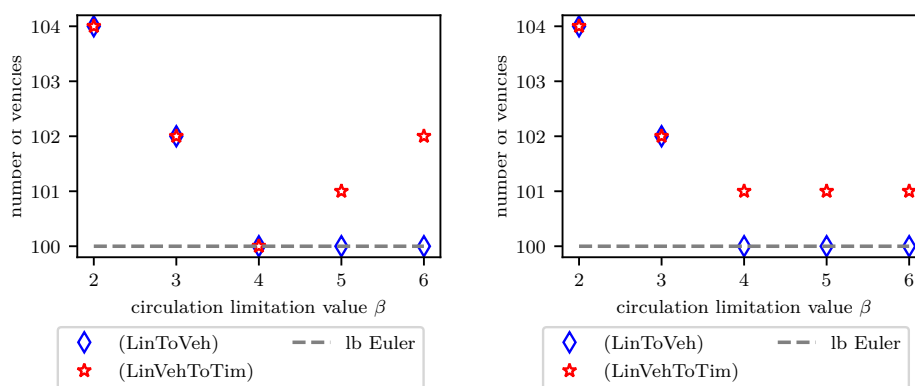 104
102
101
100
2 3 4 5 6
number of vehicles
circulation limitation value β
(LinToVeh)
(LinVehToTim)
lb Euler
104
102
101
100
2 3 4 5 6
number of vehicles
circulation limitation value β
(LinToVeh)
(LinVehToTim)
lb Euler